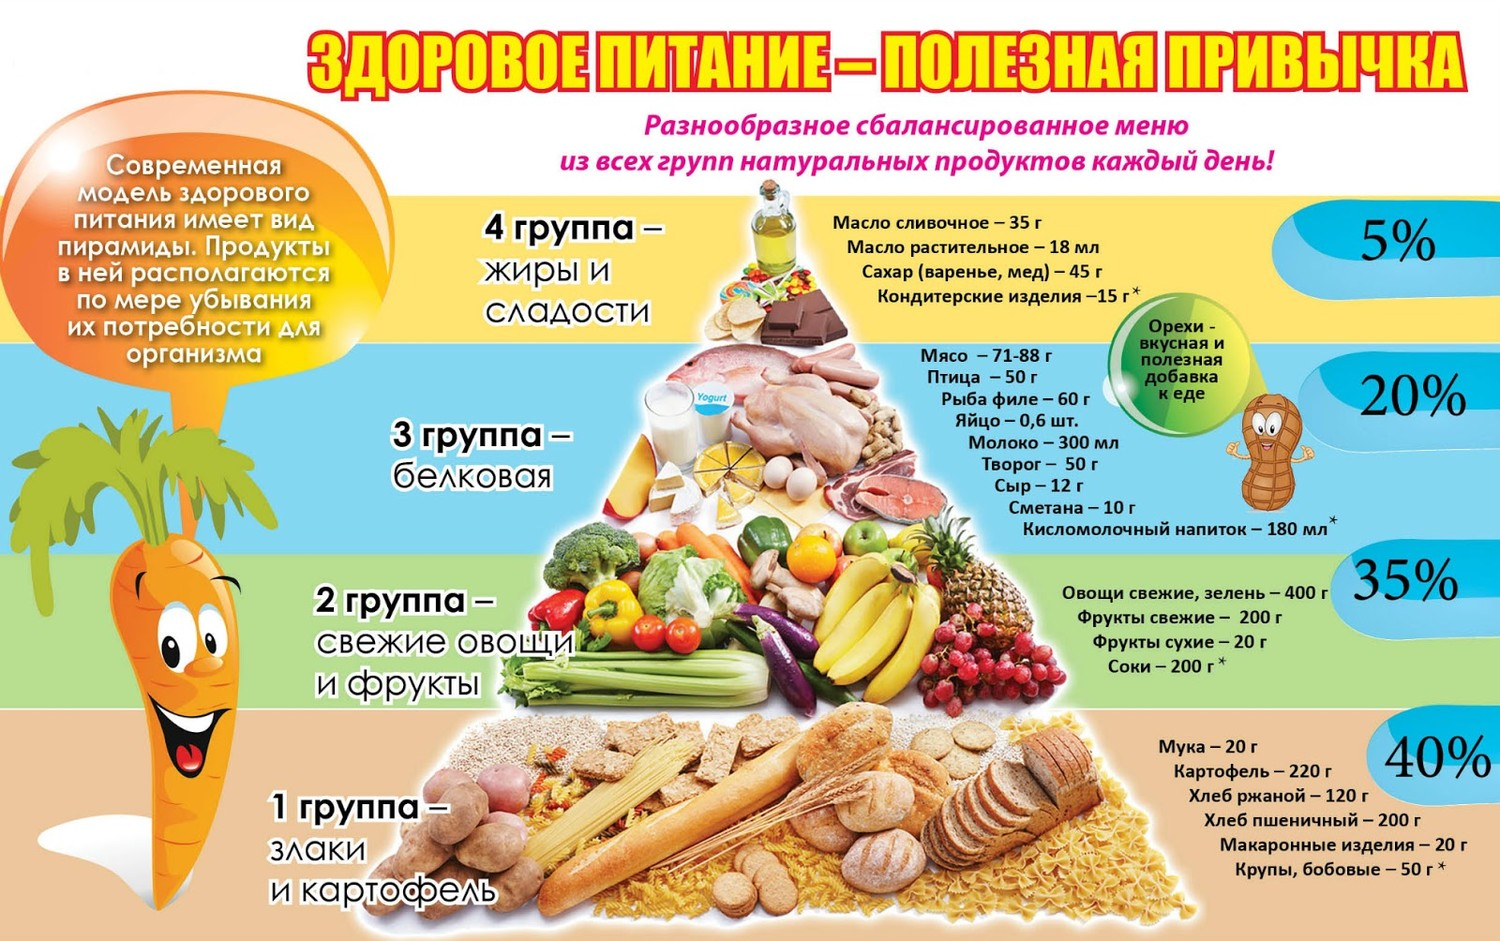 ЗДОРОВОЕ ПИТАНИЕ – ПОЛЕЗНАЯ ПРИВЫЧКА
Разнообразное сбалансированное меню
из всех групп натуральных продуктов каждый день!
Современная
модель здорового
питания имеет вид
пирамиды. Продукты
в ней располагаются
по мере убывания
их потребности для
организма
4 группа –
жиры и
сладости
Масло сливочное – 35 г
Масло растительное – 18 мл
Сахар (варенье, мед) – 45 г
Кондитерские изделия –15 г*
5%
Орехи -
вкусная и
полезная
добавка
к еде
3 группа –
белковая
Yogurt
Мясо – 71-88 г
Птица – 50 г
Рыба филе – 60 г
Яйцо – 0,6 шт.
Молоко – 300 мл
Творог – 50 г
Сыр – 12 г
Сметана – 10 г
Кисломолочный напиток – 180 мл*
20%
2 группа –
свежие овощи
и фрукты
Овощи свежие, зелень – 400 г
Фрукты свежие – 200 г
Фрукты сухие – 20 г
Соки – 200 г*
35%
1 группа –
злаки
и картофель
Мука – 20 г
Картофель – 220 г
Хлеб ржаной – 120 г
Хлеб пшеничный – 200 г
Макаронные изделия – 20 г
Крупы, бобовые – 50 г*
40%